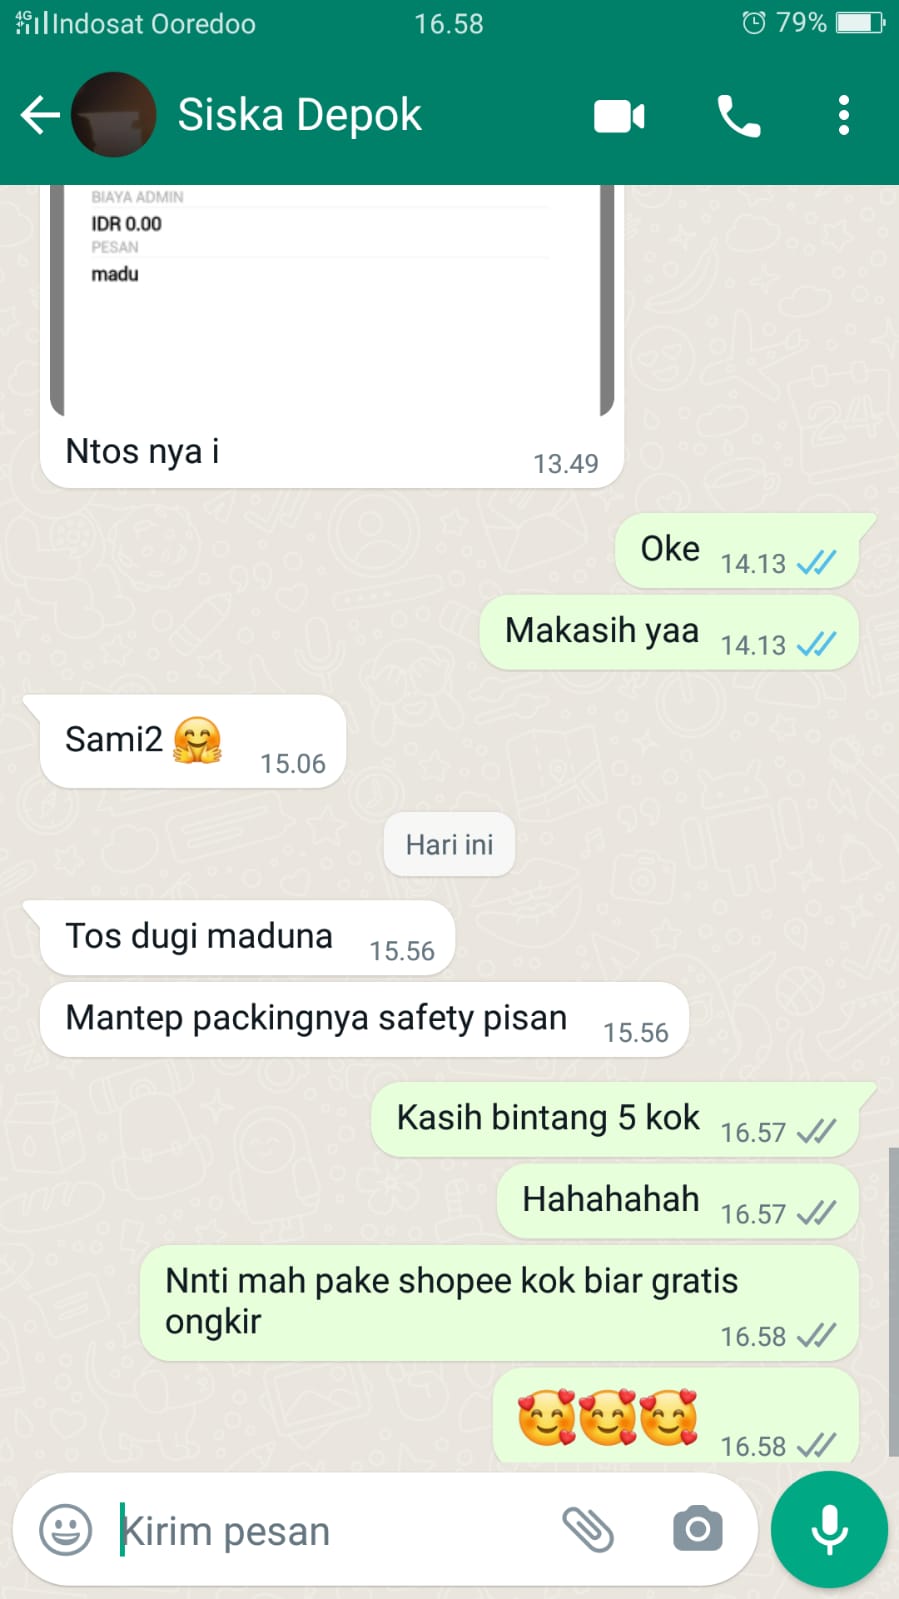 4G Indosat Ooredoo 16.58 79%
Siska Depok
BIAYA ADMIN
IDR 0.00
PESAN
madu
Ntos nya i 13.49
Oke 14.13
Makasih yaa 14.13
Sami2 🤗 15.06
Hari ini
Tos dugi maduna 15.56
Mantep packingnya safety pisan 15.56
Kasih bintang 5 kok 16.57
Hahahahah 16.57
Nnti mah pake shopee kok biar gratis
ongkir 16.58
🥰🥰🥰 16.58
Kirim pesan